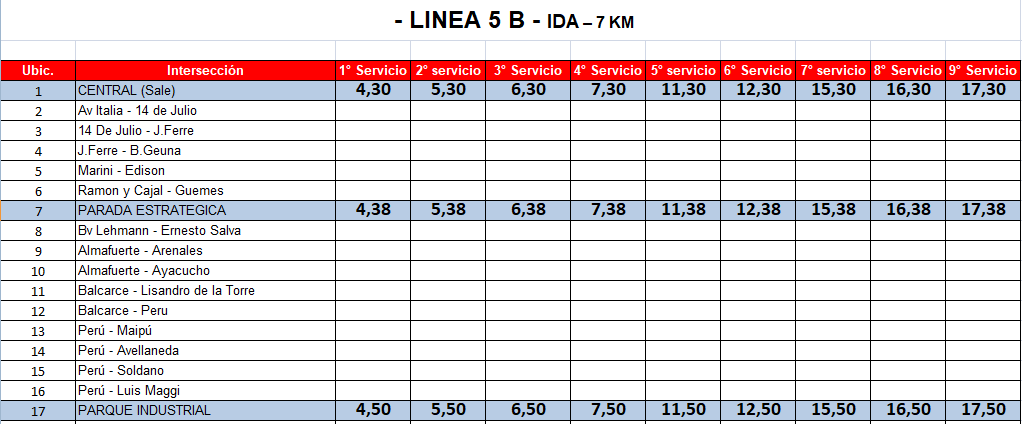 - LINEA 5 B - IDA – 7 KM
Ubic. Intersección 1° Servicio 2° servicio 3° Servicio 4° Servicio 5° servicio 6° Servicio 7° servicio 8° Servicio 9° Servicio
1 CENTRAL (Sale) 4,30 5,30 6,30 7,30 11,30 12,30 15,30 16,30 17,30
2 Av Italia - 14 de Julio
3 14 De Julio - J.Ferre
4 J.Ferre - B.Geuna
5 Marini - Edison
6 Ramon y Cajal - Guemes
7 PARADA ESTRATEGICA 4,38 5,38 6,38 7,38 11,38 12,38 15,38 16,38 17,38
8 Bv Lehmann - Ernesto Salva
9 Almafuerte - Arenales
10 Almafuerte - Ayacucho
11 Balcarce - Lisandro de la Torre
12 Balcarce - Peru
13 Perú - Maipú
14 Perú - Avellaneda
15 Perú - Soldano
16 Perú - Luis Maggi
17 PARQUE INDUSTRIAL 4,50 5,50 6,50 7,50 11,50 12,50 15,50 16,50 17,50